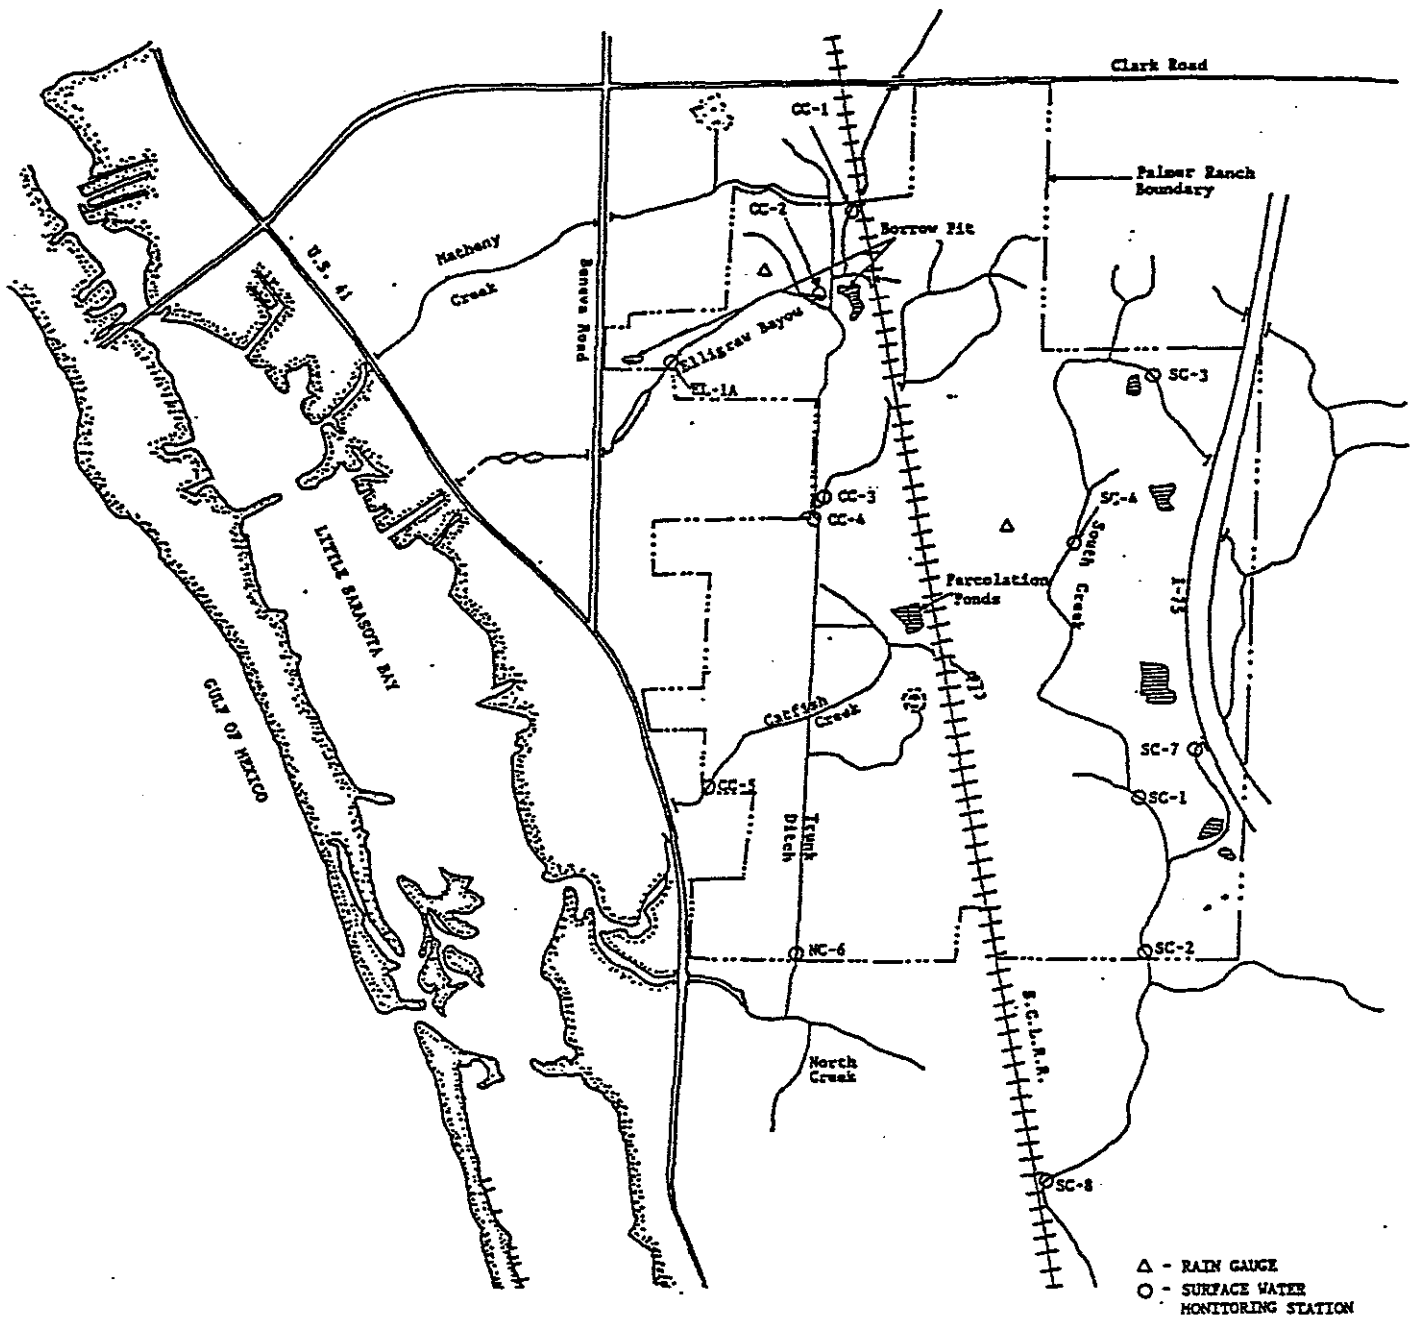 Clark Road
CC-1
Palmer Ranch
Boundary
CC-2
Borrow Pit
U.S. 41
Matheny
Creek
Beneva Road
Elligraw Bayou
EL-1A
SC-3
CC-3
CC-4
SC-4
South Creek
LITTLE SARASOTA BAY
I-75
Parcolation
Ponds
GULF OF MEXICO
Catfish
Creek
SC-7
CC-5
SC-1
Trunk
Ditch
NC-6
SC-2
S.C.L.R.R.
North
Creek
SC-8
△ - RAIN GAUGE
○ - SURFACE WATER
MONITORING STATION